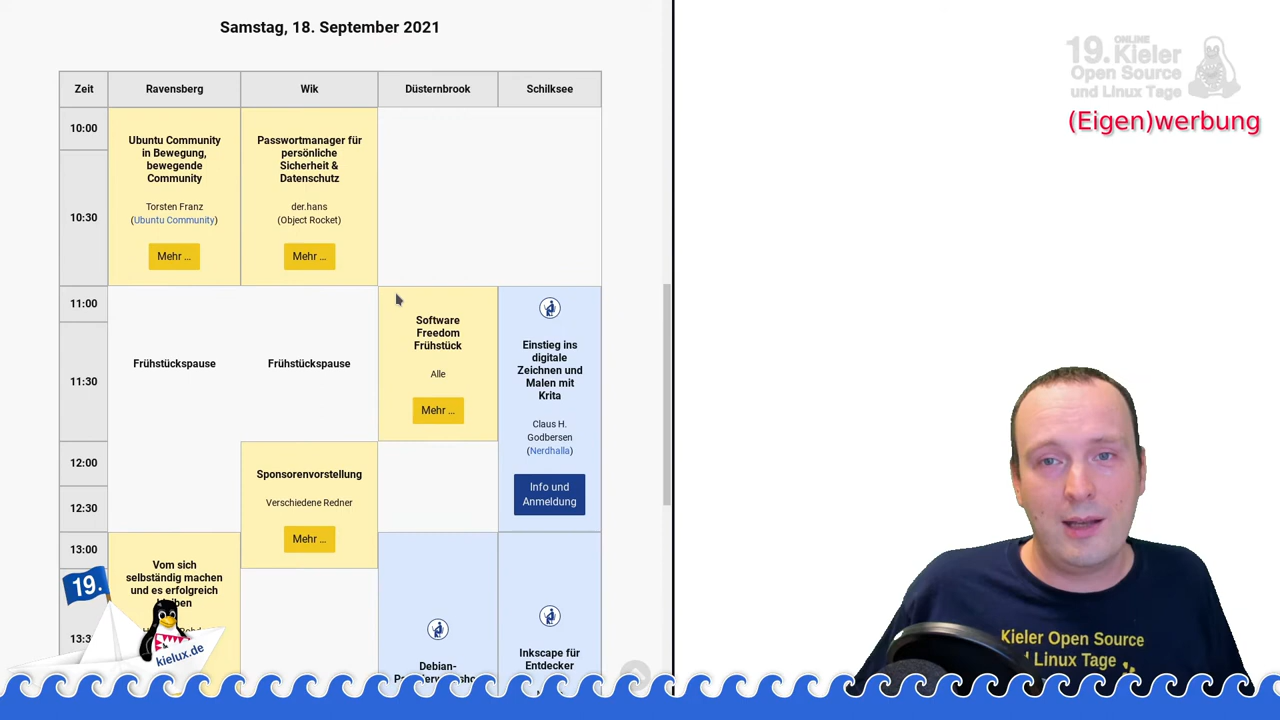 Samstag, 18. September 2021
Zeit
Ravensberg
Wik
Düsternbrook
Schilksee
10:00
10:30
11:00
11:30
12:00
12:30
13:00
Ubuntu Community
in Bewegung,
bewegende
Community
Torsten Franz
(Ubuntu Community)
Mehr ...
Passwortmanager für
persönliche
Sicherheit &
Datenschutz
der.hans
(Object Rocket)
Mehr ...
Frühstückspause
Frühstückspause
Software
Freedom
Frühstück
Alle
Mehr ...
Einstieg ins
digitale
Zeichnen und
Malen mit
Krita
Claus H.
Godbersen
(Nerdhalla)
Info und
Anmeldung
Sponsorenvorstellung
Verschiedene Redner
Mehr ...
Vom sich
selbständig machen
und es erfolgreich
Debian-
Inkscape für
Entdecker
19.
kielux.de
19. ONLINE
Kieler
Open Source
und Linux Tage
(Eigen)werbung
Kieler Open Source
Linux Tage